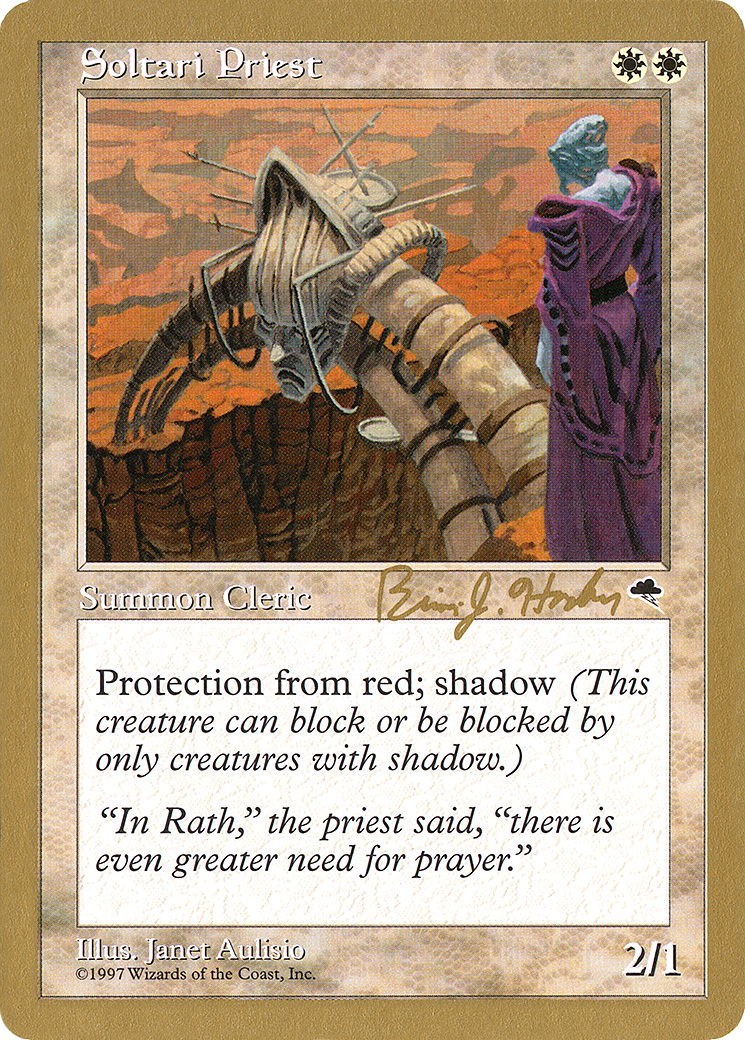 Soltari Priest
Summon Cleric
Brian J. Hacker
Protection from red; shadow (This
creature can block or be blocked by
only creatures with shadow.)
“In Rath,” the priest said, “there is
even greater need for prayer.”
Illus. Janet Aulisio
©1997 Wizards of the Coast, Inc.
2/1